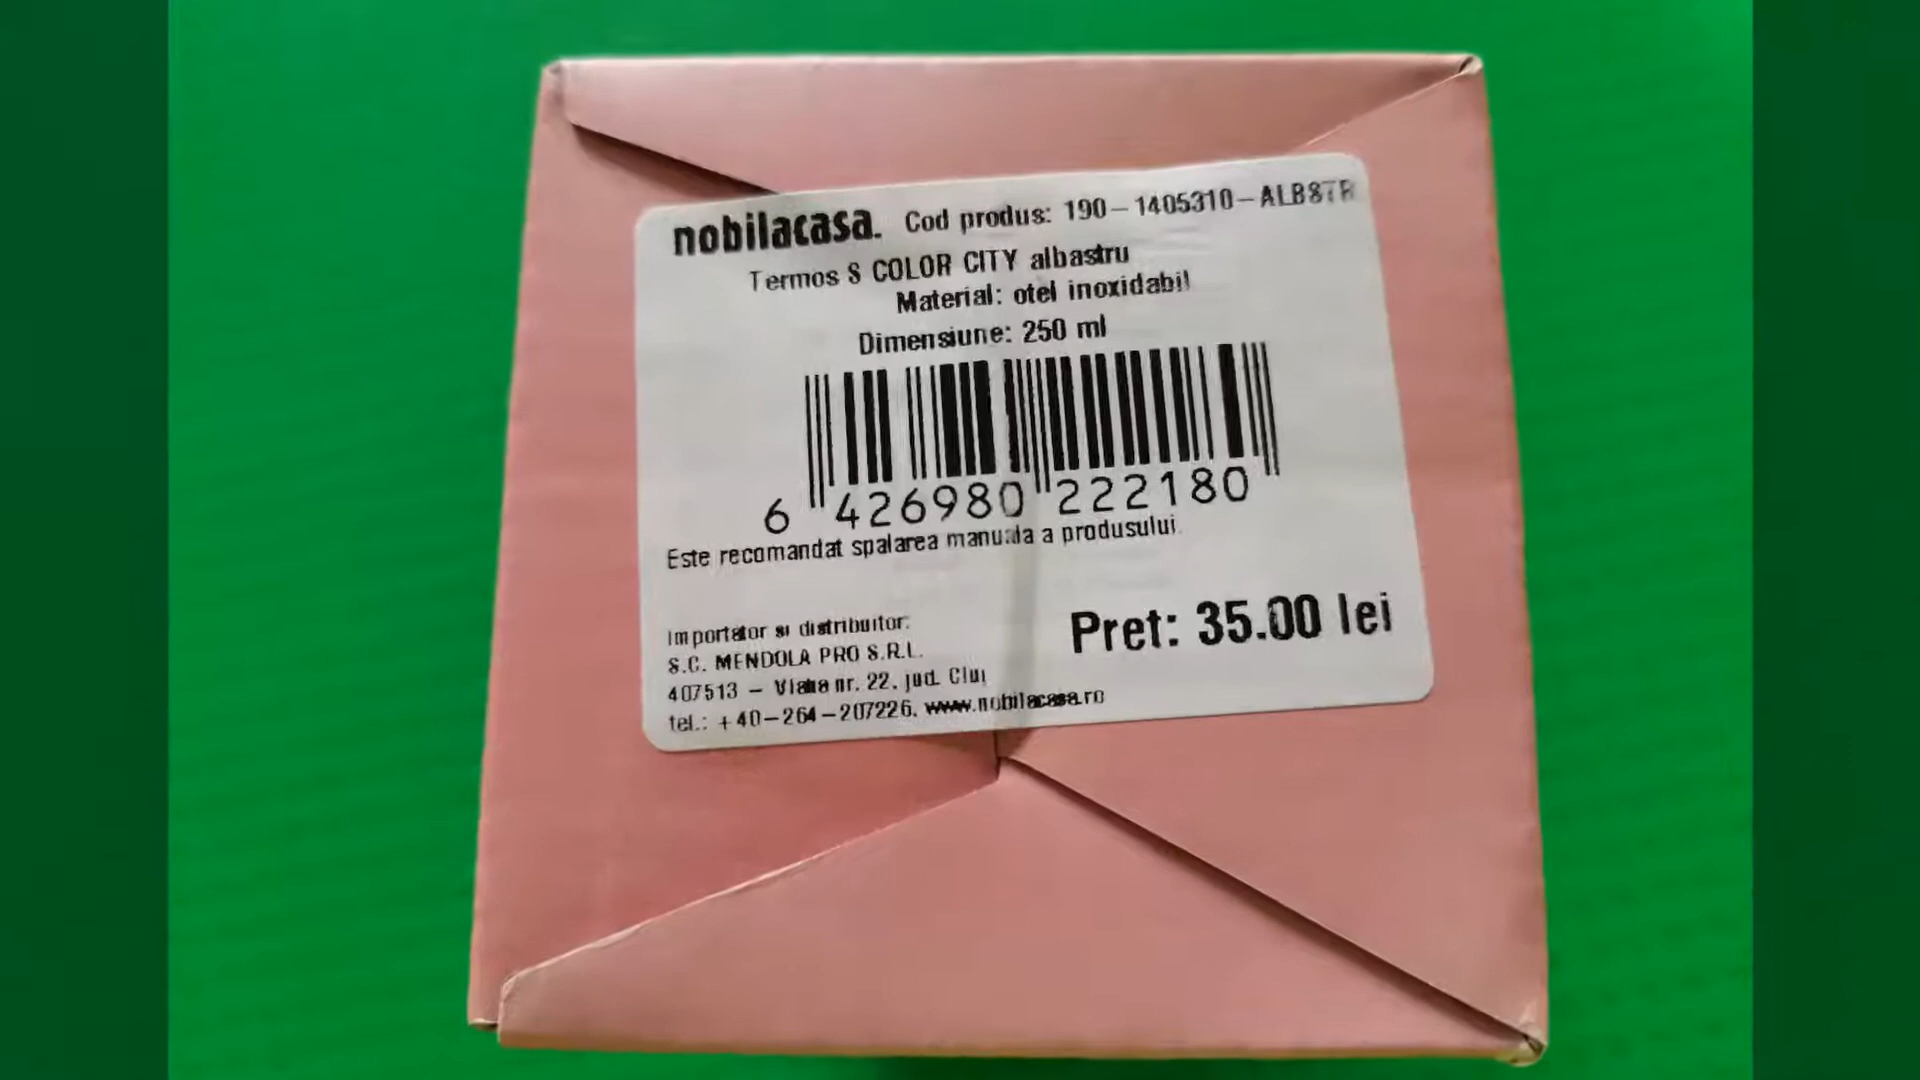 nobilacasa. Cod produs: 190-1405310-ALB8TR
Termos S COLOR CITY albastru
Material: otel inoxidabil
Dimensiune: 250 ml
6 426980 222180
Este recomandat spalarea manuala a produsului.
Importator si distribuitor:
S.C. MENDOLA PRO S.R.L.
407513 - nr. 22, jud. Cluj
tel.: +40-264-207226, www.nobilacasa.ro
Pret: 35.00 lei